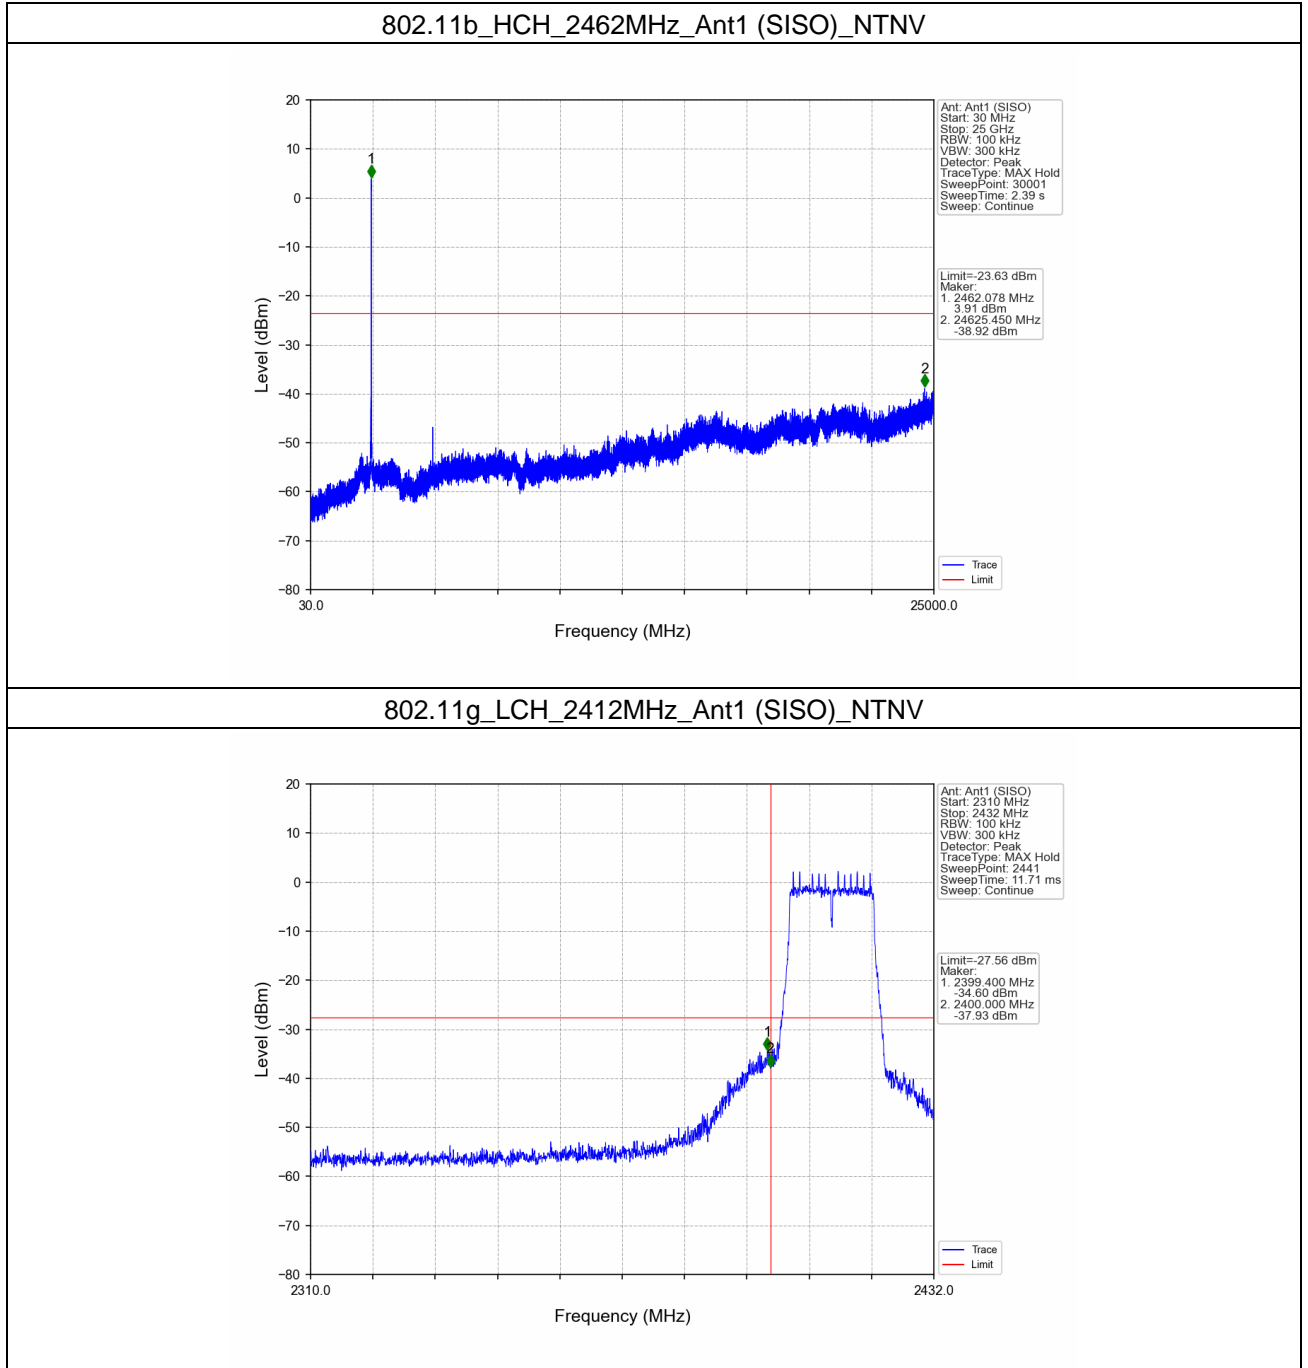 802.11b_HCH_2462MHz_Ant1 (SISO)_NTNV
20
10
0
−10
−20
−30
−40
−50
−60
−70
−80
Level (dBm)
1
2
30.0
25000.0
Frequency (MHz)
Ant: Ant1 (SISO)
Start: 30 MHz
Stop: 25 GHz
RBW: 100 kHz
VBW: 300 kHz
Detector: Peak
TraceType: MAX Hold
SweepPoint: 30001
SweepTime: 2.39 s
Sweep: Continue
Limit=-23.63 dBm
Maker:
1. 2462.078 MHz
3.91 dBm
2. 24625.450 MHz
-38.92 dBm
Trace
Limit
802.11g_LCH_2412MHz_Ant1 (SISO)_NTNV
20
10
0
−10
−20
−30
−40
−50
−60
−70
−80
Level (dBm)
1
2
2310.0
2432.0
Frequency (MHz)
Ant: Ant1 (SISO)
Start: 2310 MHz
Stop: 2432 MHz
RBW: 100 kHz
VBW: 300 kHz
Detector: Peak
TraceType: MAX Hold
SweepPoint: 2441
SweepTime: 11.71 ms
Sweep: Continue
Limit=-27.56 dBm
Maker:
1. 2399.400 MHz
-34.60 dBm
2. 2400.000 MHz
-37.93 dBm
Trace
Limit